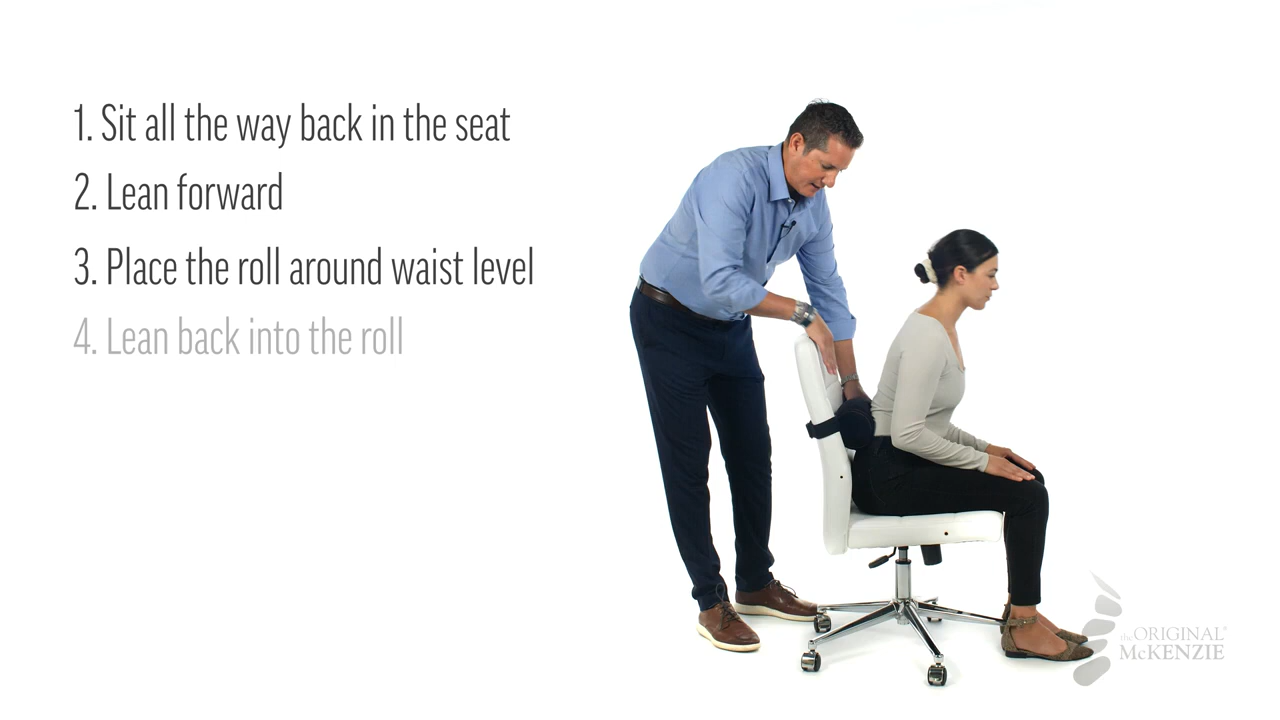 1. Sit all the way back in the seat
2. Lean forward
3. Place the roll around waist level
4. Lean back into the roll
the ORIGINAL®
McKENZIE